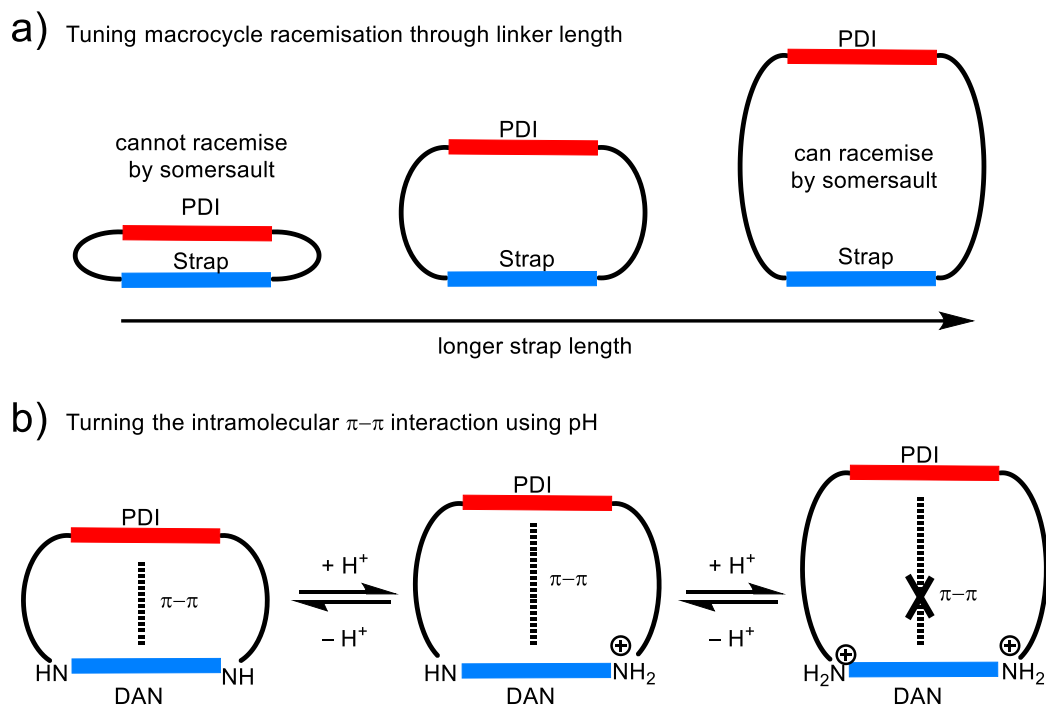 a) Tuning macrocycle racemisation through linker length
PDI
cannot racemise
by somersault
PDI
can racemise
by somersault
PDI
Strap
Strap
Strap
longer strap length
b) Turning the intramolecular π–π interaction using pH
PDI
PDI
PDI
π–π
+ H⁺
– H⁺
π–π
+ H⁺
– H⁺
π–π
HN
NH
DAN
HN
⊕
NH₂
DAN
⊕
H₂N
⊕
NH₂
DAN